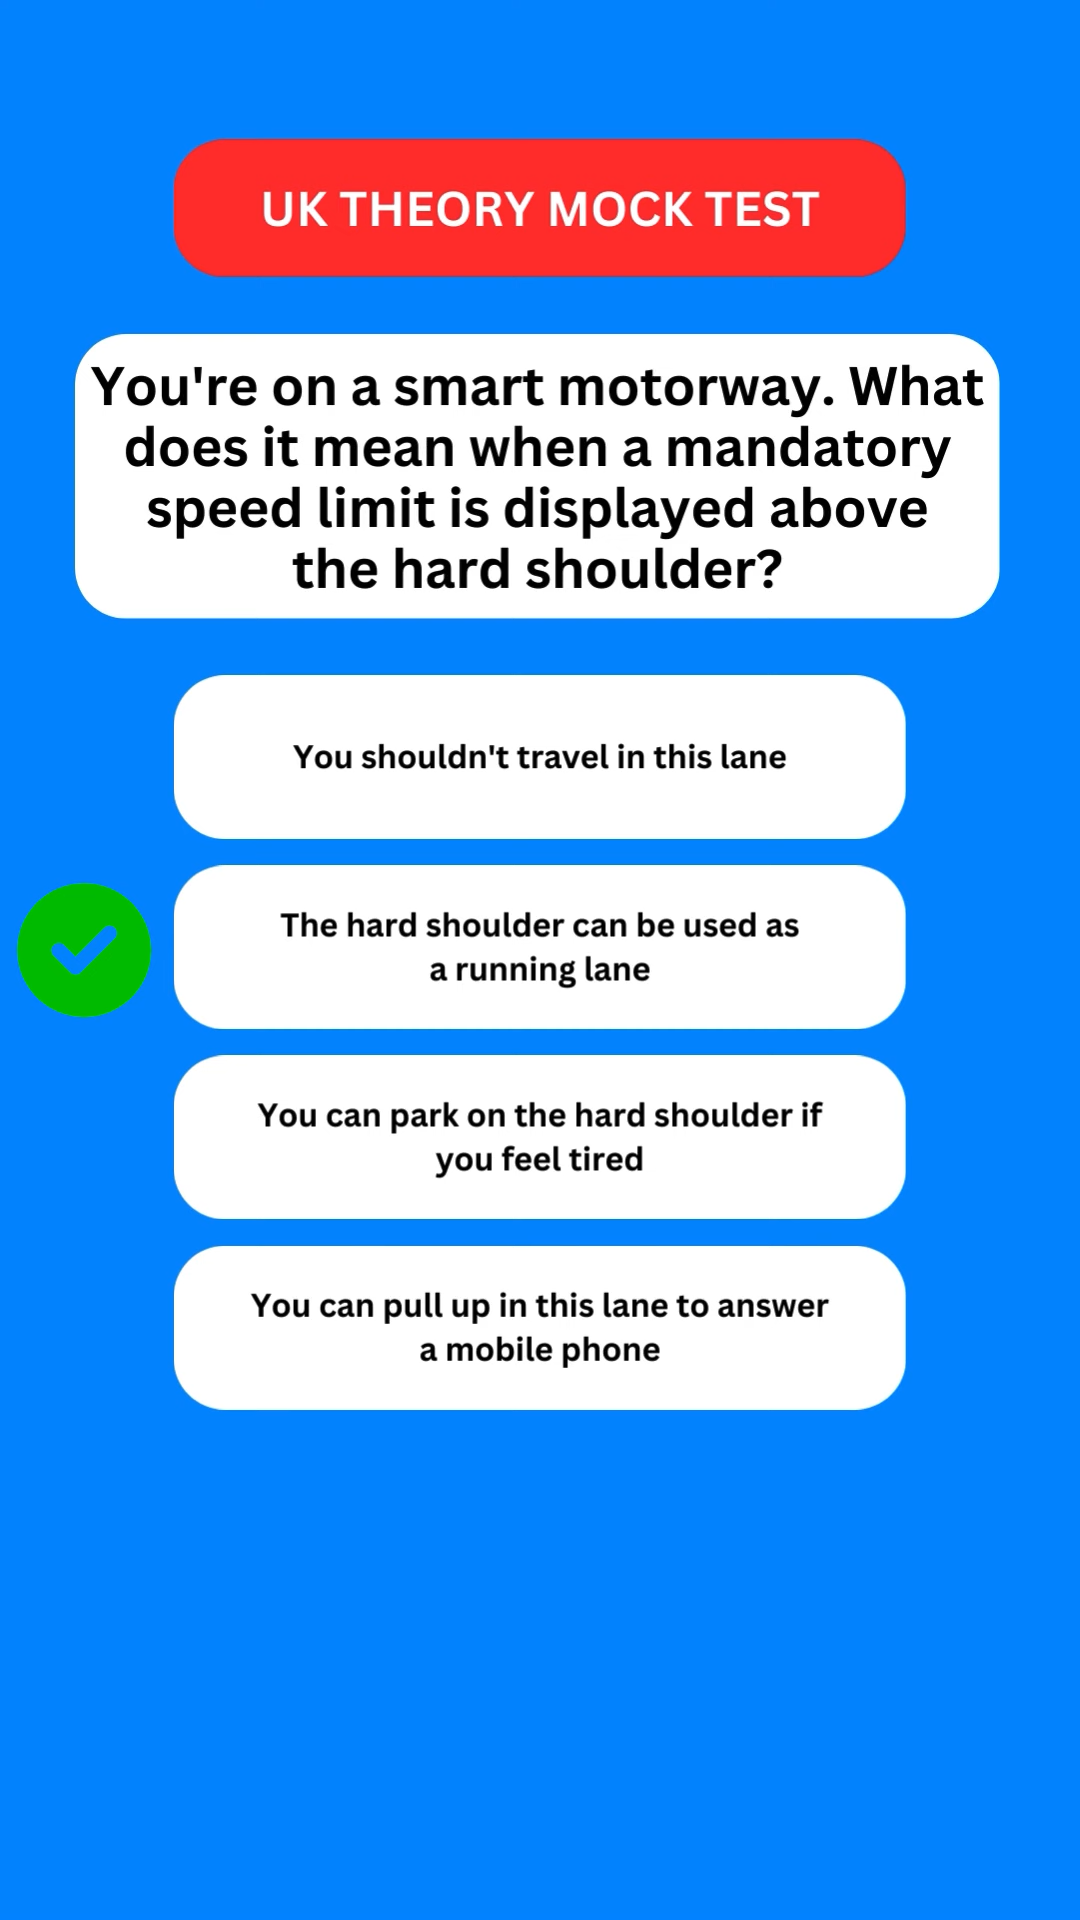 UK THEORY MOCK TEST
You're on a smart motorway. What
does it mean when a mandatory
speed limit is displayed above
the hard shoulder?
You shouldn't travel in this lane
The hard shoulder can be used as
a running lane
You can park on the hard shoulder if
you feel tired
You can pull up in this lane to answer
a mobile phone